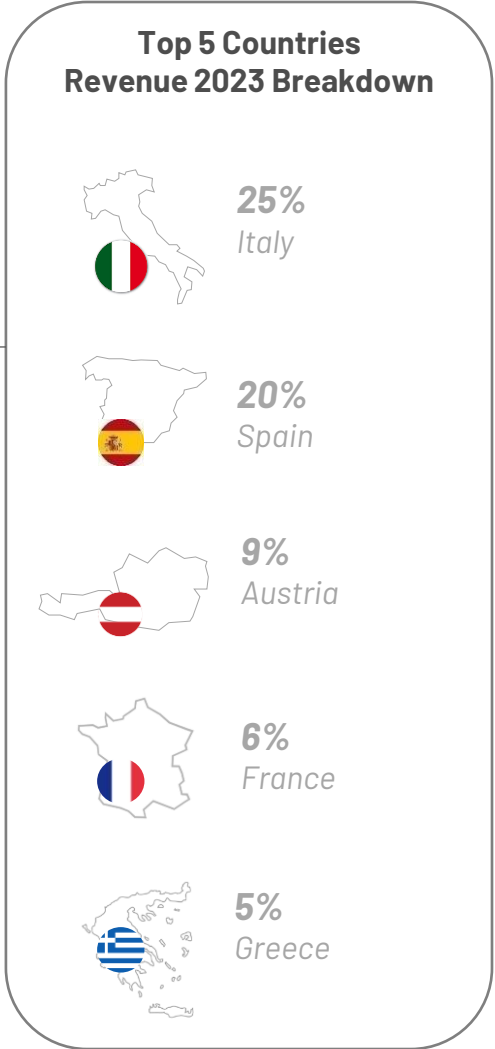 Top 5 Countries
Revenue 2023 Breakdown
25%
Italy
20%
Spain
9%
Austria
6%
France
5%
Greece